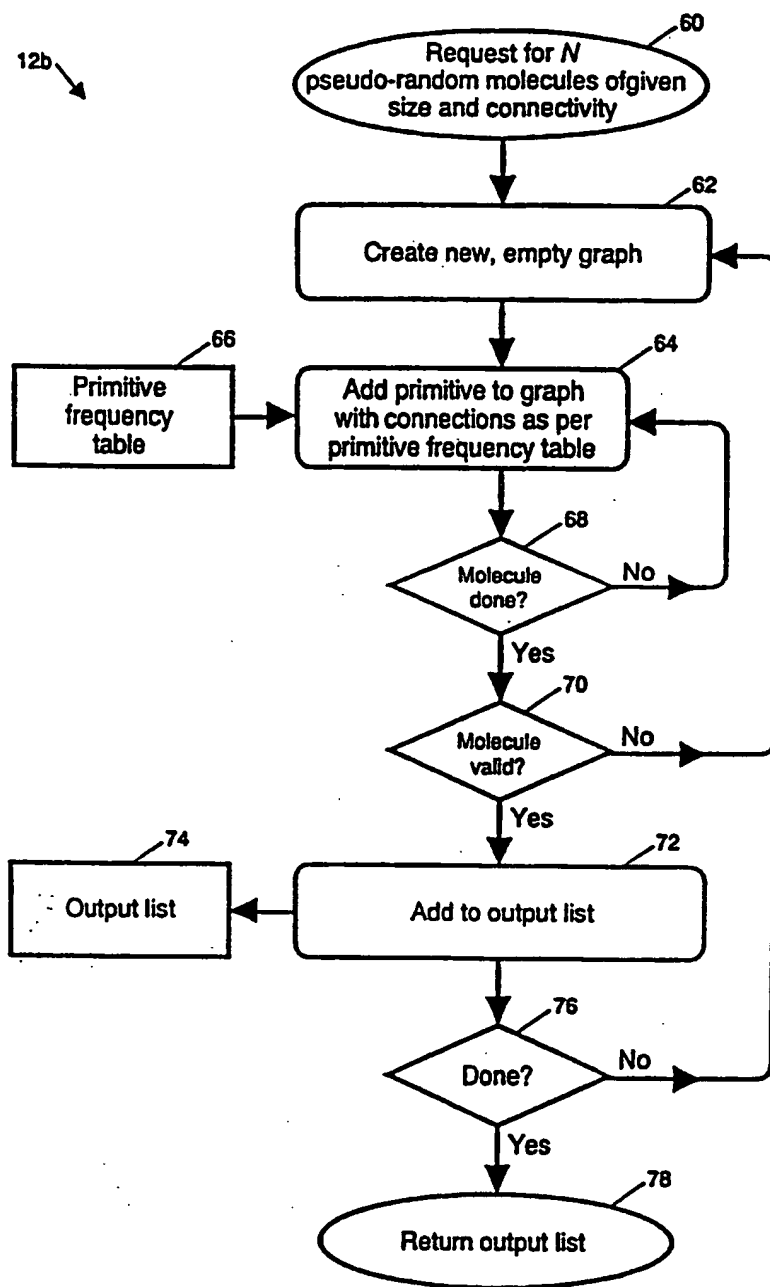 12b
60
Request for N
pseudo-random molecules ofgiven
size and connectivity
62
Create new, empty graph
66
Primitive
frequency
table
64
Add primitive to graph
with connections as per
primitive frequency table
68
Molecule
done?
No
Yes
70
Molecule
valid?
No
Yes
74
Output list
72
Add to output list
76
Done?
No
Yes
78
Return output list